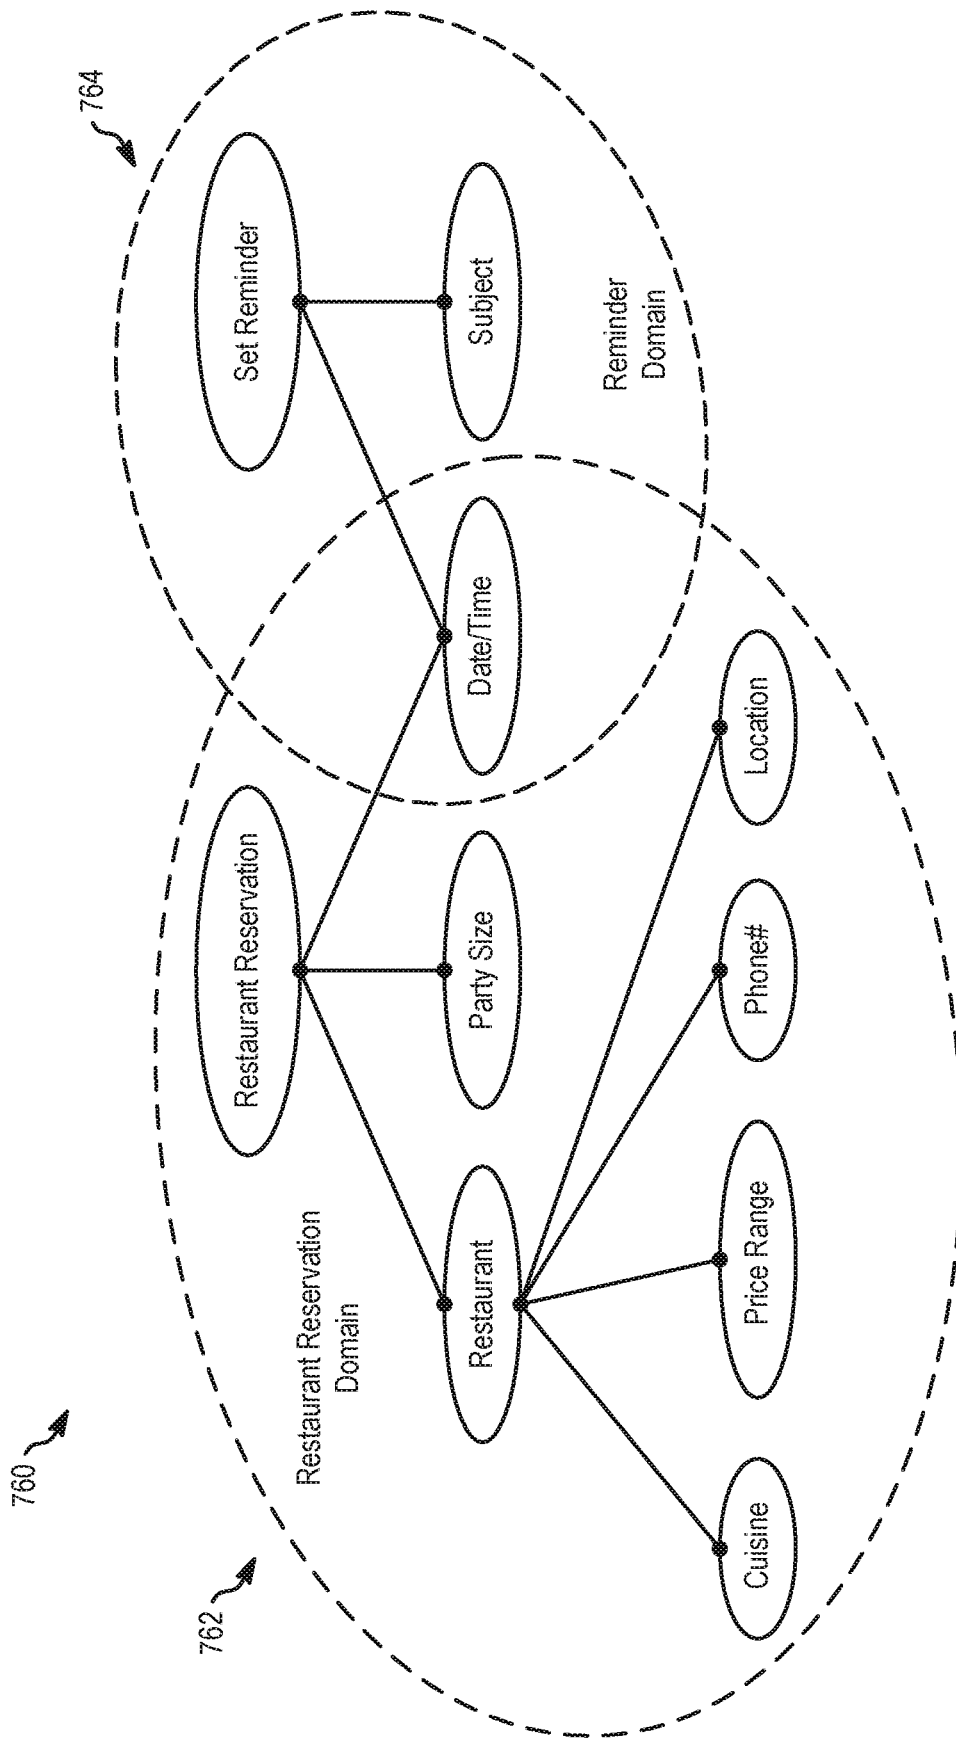 760
762
764
Restaurant Reservation
Set Reminder
Restaurant Reservation
Domain
Restaurant
Party Size
Date/Time
Subject
Reminder
Domain
Cuisine
Price Range
Phone#
Location